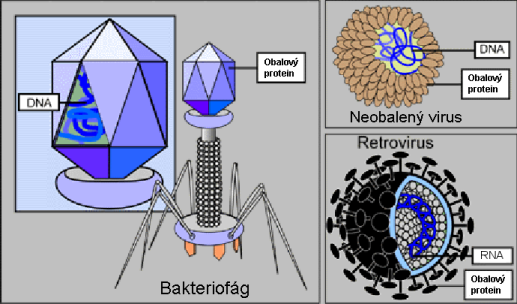 DNA
Obalový
protein
Bakteriofág
DNA
Obalový
protein
Neobalený virus
Retrovirus
RNA
Obalový
protein